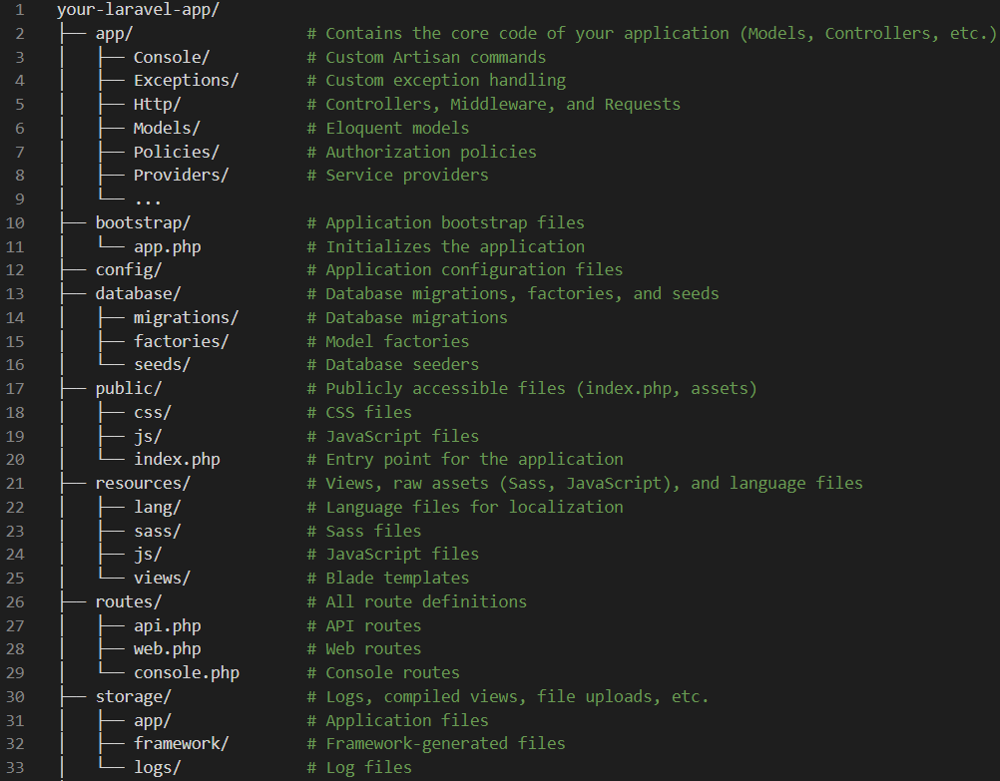 1 your-laravel-app/
2 ├── app/ # Contains the core code of your application (Models, Controllers, etc.)
3 │ ├── Console/ # Custom Artisan commands
4 │ ├── Exceptions/ # Custom exception handling
5 │ ├── Http/ # Controllers, Middleware, and Requests
6 │ ├── Models/ # Eloquent models
7 │ ├── Policies/ # Authorization policies
8 │ ├── Providers/ # Service providers
9 │ └── ...
10 ├── bootstrap/ # Application bootstrap files
11 │ └── app.php # Initializes the application
12 ├── config/ # Application configuration files
13 ├── database/ # Database migrations, factories, and seeds
14 │ ├── migrations/ # Database migrations
15 │ ├── factories/ # Model factories
16 │ └── seeds/ # Database seeders
17 ├── public/ # Publicly accessible files (index.php, assets)
18 │ ├── css/ # CSS files
19 │ ├── js/ # JavaScript files
20 │ └── index.php # Entry point for the application
21 ├── resources/ # Views, raw assets (Sass, JavaScript), and language files
22 │ ├── lang/ # Language files for localization
23 │ ├── sass/ # Sass files
24 │ ├── js/ # JavaScript files
25 │ └── views/ # Blade templates
26 ├── routes/ # All route definitions
27 │ ├── api.php # API routes
28 │ ├── web.php # Web routes
29 │ └── console.php # Console routes
30 ├── storage/ # Logs, compiled views, file uploads, etc.
31 │ ├── app/ # Application files
32 │ ├── framework/ # Framework-generated files
33 │ └── logs/ # Log files